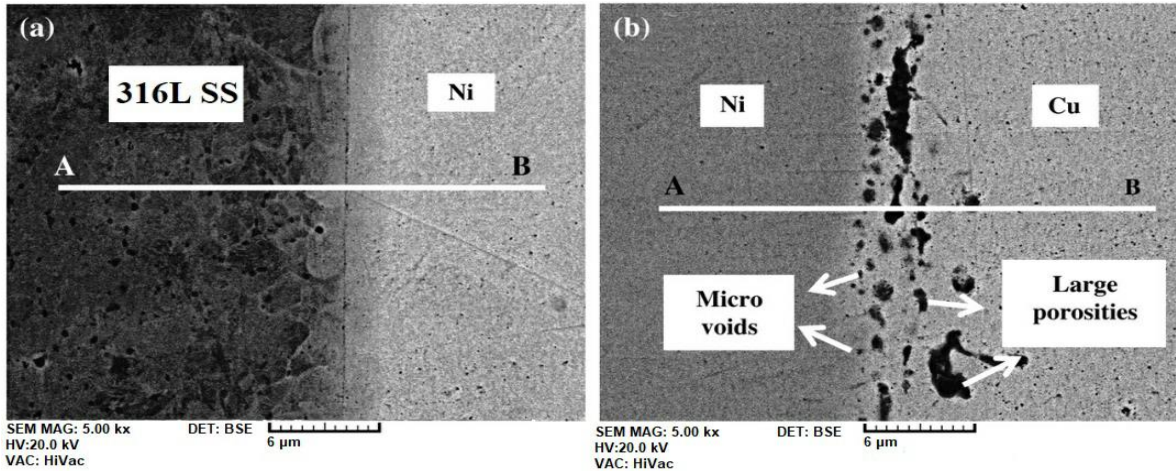 (a)
316L SS
Ni
A
B
SEM MAG: 5.00 kx
DET: BSE
HV:20.0 kV
6 µm
VAC: HiVac
(b)
Ni
Cu
A
B
Micro
voids
Large
porosities
SEM MAG: 5.00 kx
DET: BSE
HV:20.0 kV
6 µm
VAC: HiVac